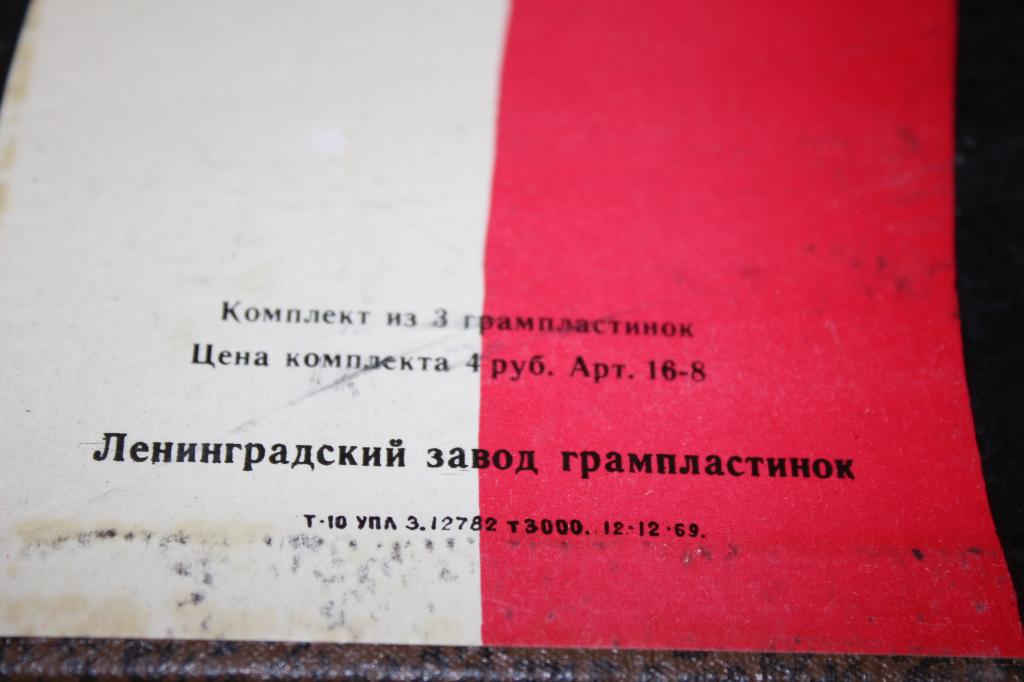 Комплект из 3 грампластинок
Цена комплекта 4 руб. Арт. 16-8
Ленинградский завод грампластинок
Т-10 УПЛ З.12782 т3000. 12·12·69.